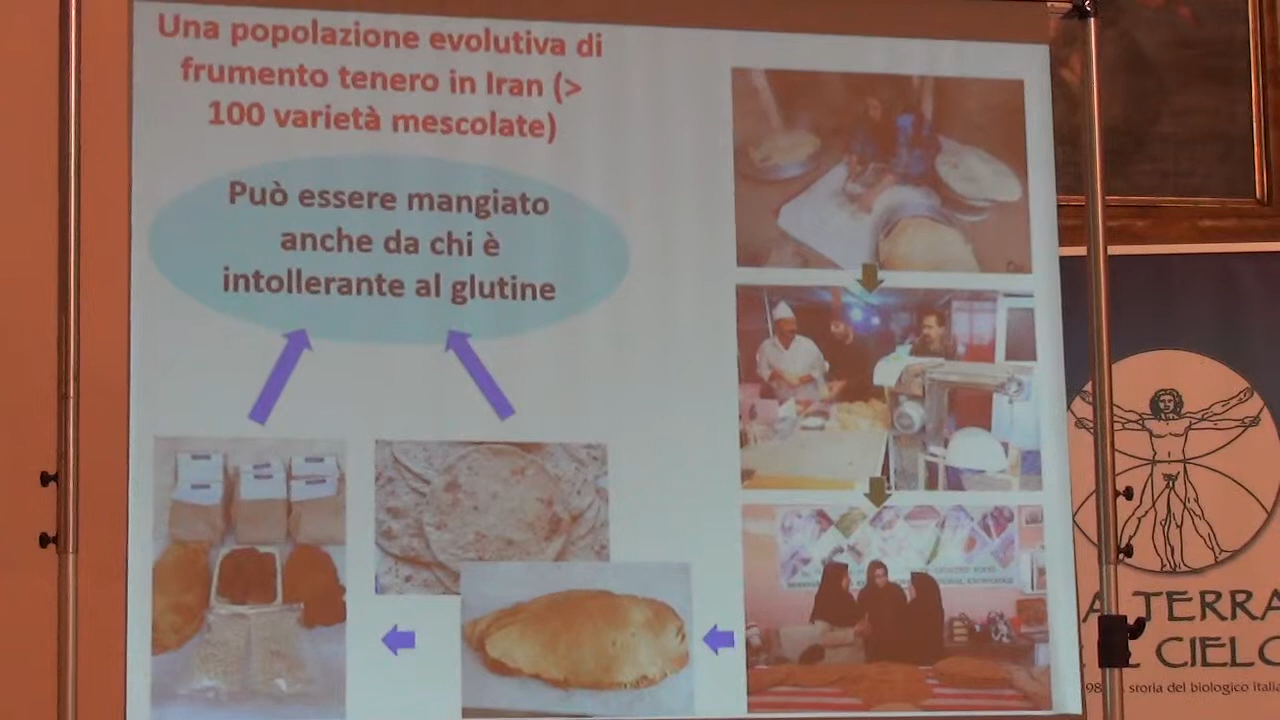 Una popolazione evolutiva di
frumento tenero in Iran (>
100 varietà mescolate)
Può essere mangiato
anche da chi è
intollerante al glutine
A TERRA
CIELO
storia del biologico itali